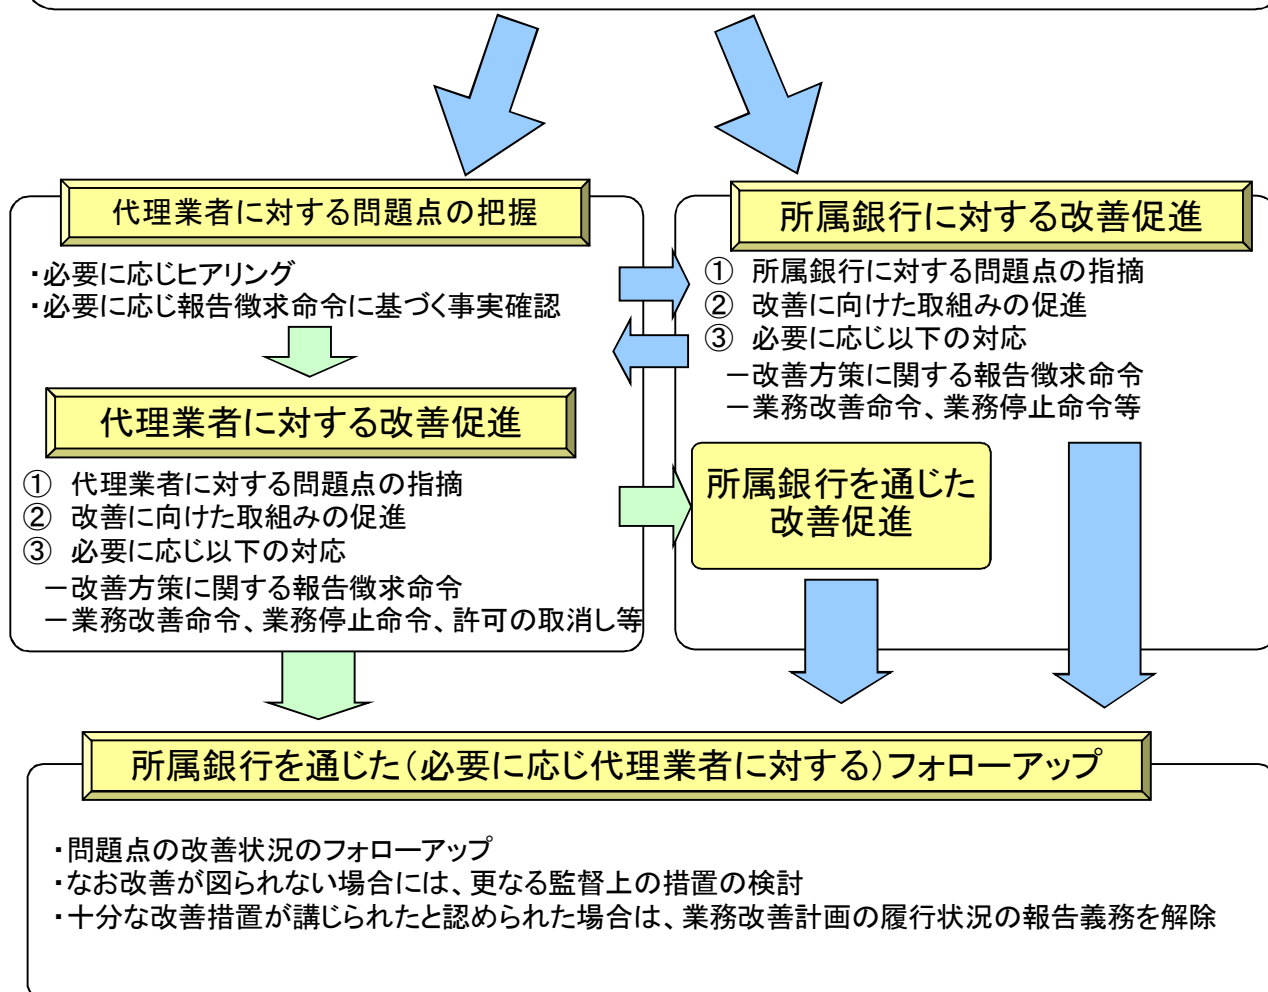 代理業者に対する問題点の把握
・必要に応じヒアリング
・必要に応じ報告徴求命令に基づく事実確認
代理業者に対する改善促進
① 代理業者に対する問題点の指摘
② 改善に向けた取組みの促進
③ 必要に応じ以下の対応
－改善方策に関する報告徴求命令
－業務改善命令、業務停止命令、許可の取消し等
所属銀行に対する改善促進
① 所属銀行に対する問題点の指摘
② 改善に向けた取組みの促進
③ 必要に応じ以下の対応
－改善方策に関する報告徴求命令
－業務改善命令、業務停止命令等
所属銀行を通じた
改善促進
所属銀行を通じた（必要に応じ代理業者に対する）フォローアップ
・問題点の改善状況のフォローアップ
・なお改善が図られない場合には、更なる監督上の措置の検討
・十分な改善措置が講じられたと認められた場合は、業務改善計画の履行状況の報告義務を解除